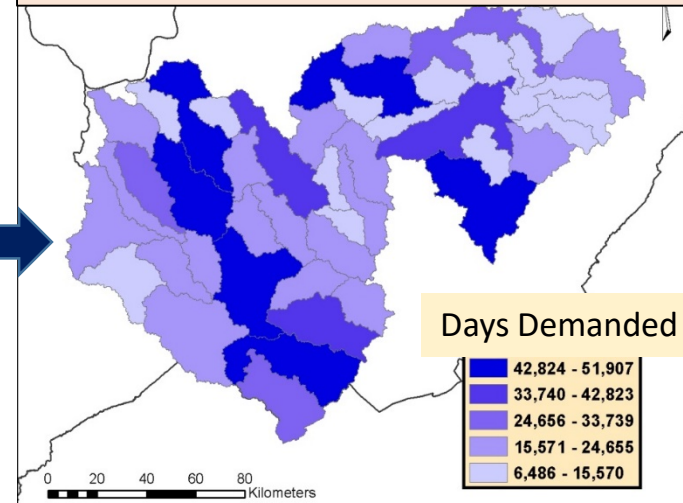 Days Demanded
42,824 - 51,907
33,740 - 42,823
24,656 - 33,739
15,571 - 24,655
6,486 - 15,570
0 20 40 60 80
Kilometers